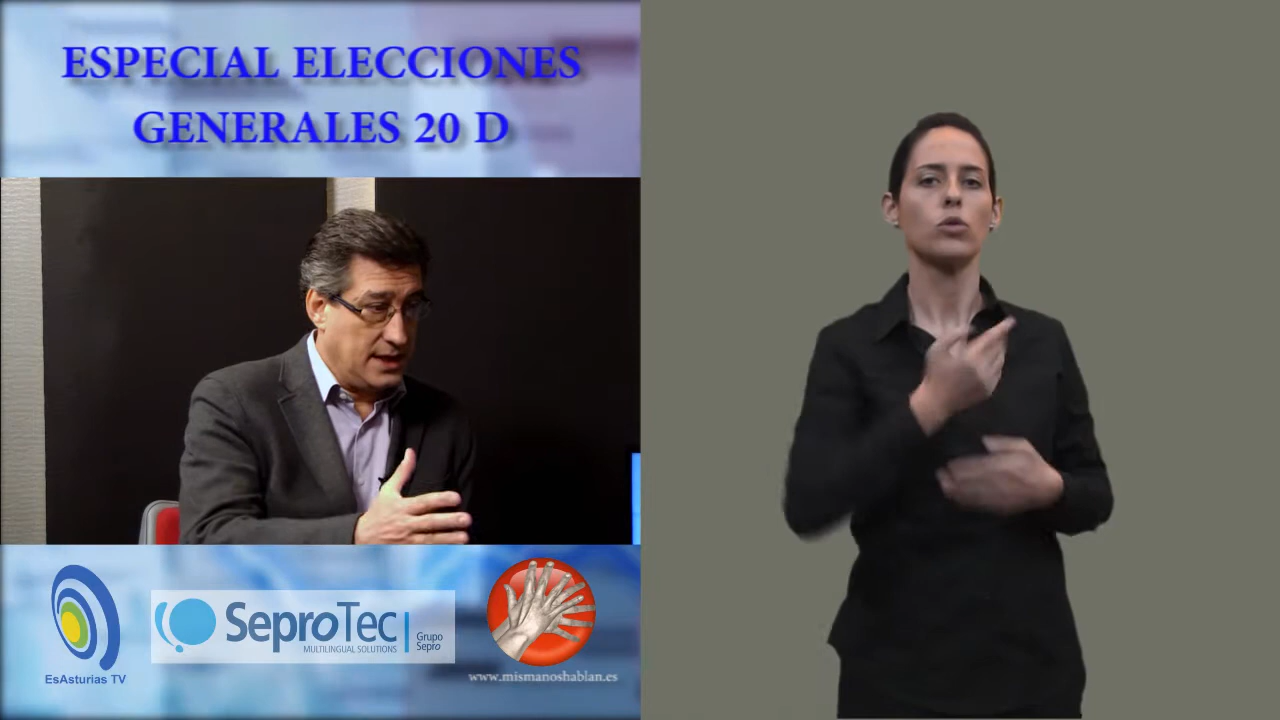 ESPECIAL ELECCIONES
GENERALES 20 D
EsAsturias TV
SeproTec
MULTILINGUAL SOLUTIONS
Grupo
Sepro
www.mismanoshablan.es